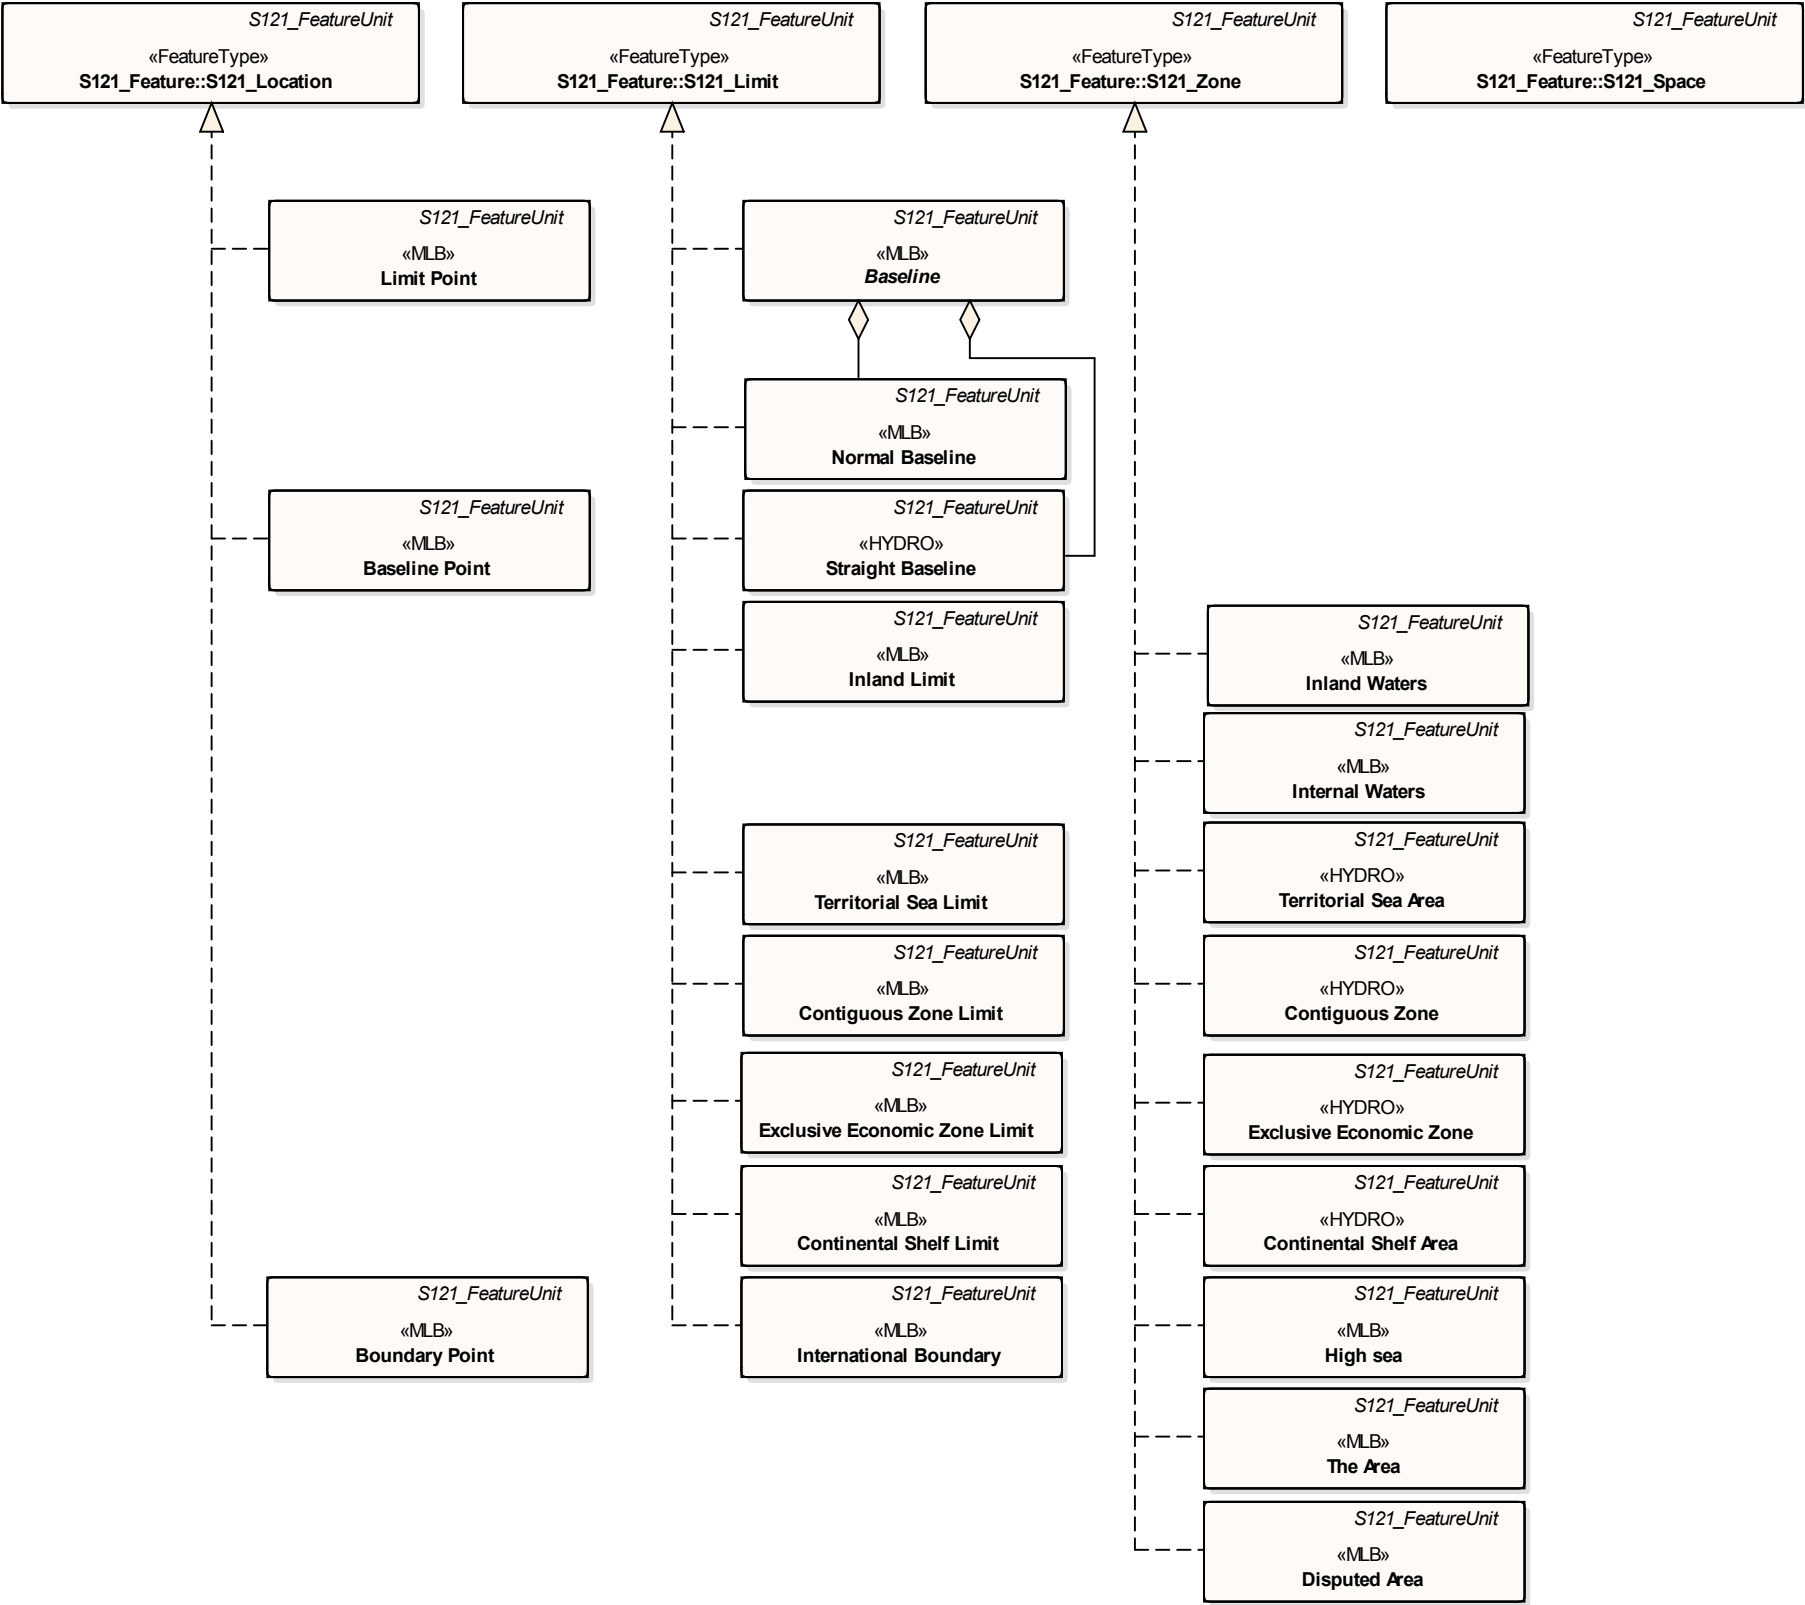 S121_FeatureUnit
«FeatureType»
S121_Feature::S121_Location
S121_FeatureUnit
«FeatureType»
S121_Feature::S121_Limit
S121_FeatureUnit
«FeatureType»
S121_Feature::S121_Zone
S121_FeatureUnit
«FeatureType»
S121_Feature::S121_Space
S121_FeatureUnit
«MLB»
Limit Point
S121_FeatureUnit
«MLB»
Baseline Point
S121_FeatureUnit
«MLB»
Boundary Point
S121_FeatureUnit
«MLB»
Baseline
S121_FeatureUnit
«MLB»
Normal Baseline
S121_FeatureUnit
«HYDRO»
Straight Baseline
S121_FeatureUnit
«MLB»
Inland Limit
S121_FeatureUnit
«MLB»
Territorial Sea Limit
S121_FeatureUnit
«MLB»
Contiguous Zone Limit
S121_FeatureUnit
«MLB»
Exclusive Economic Zone Limit
S121_FeatureUnit
«MLB»
Continental Shelf Limit
S121_FeatureUnit
«MLB»
International Boundary
S121_FeatureUnit
«MLB»
Inland Waters
S121_FeatureUnit
«MLB»
Internal Waters
S121_FeatureUnit
«HYDRO»
Territorial Sea Area
S121_FeatureUnit
«HYDRO»
Contiguous Zone
S121_FeatureUnit
«HYDRO»
Exclusive Economic Zone
S121_FeatureUnit
«HYDRO»
Continental Shelf Area
S121_FeatureUnit
«MLB»
High sea
S121_FeatureUnit
«MLB»
The Area
S121_FeatureUnit
«MLB»
Disputed Area